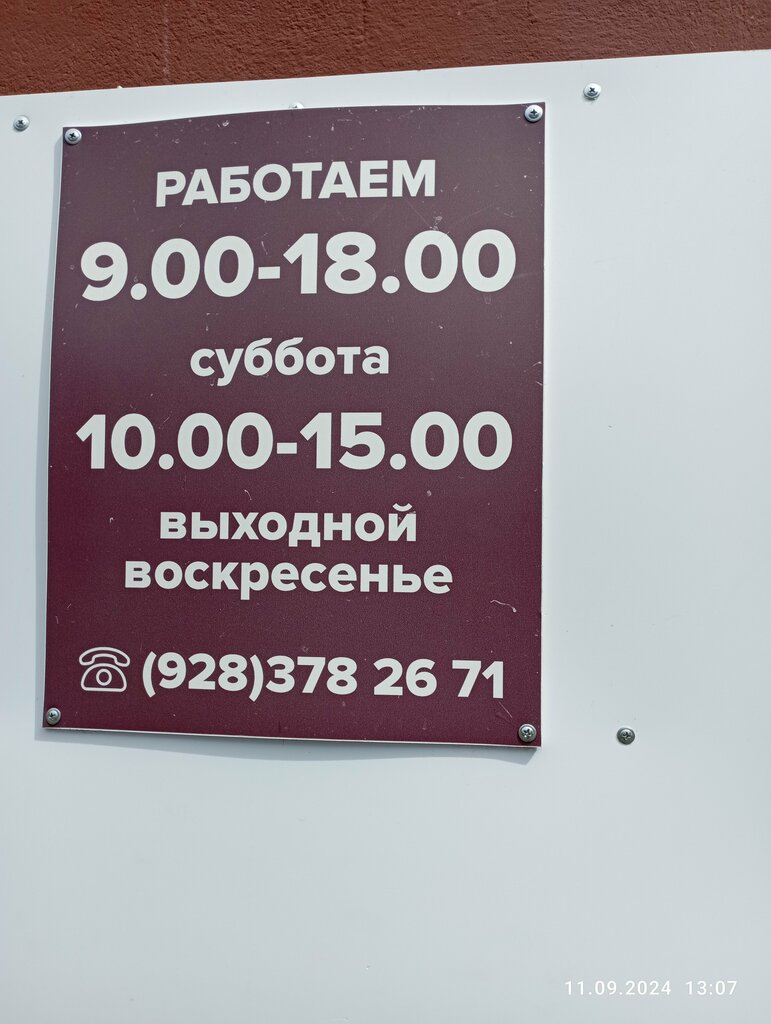 РАБОТАЕМ
9.00-18.00
суббота
10.00-15.00
выходной
воскресенье
(928)378 26 71
11.09.2024 13:07